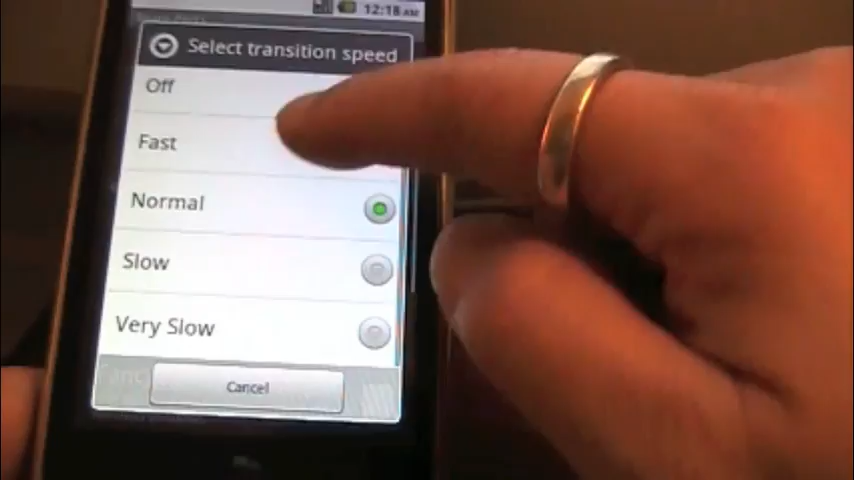 12:18 AM
Select transition speed
Off
Fast
Normal
Slow
Very Slow
Cancel